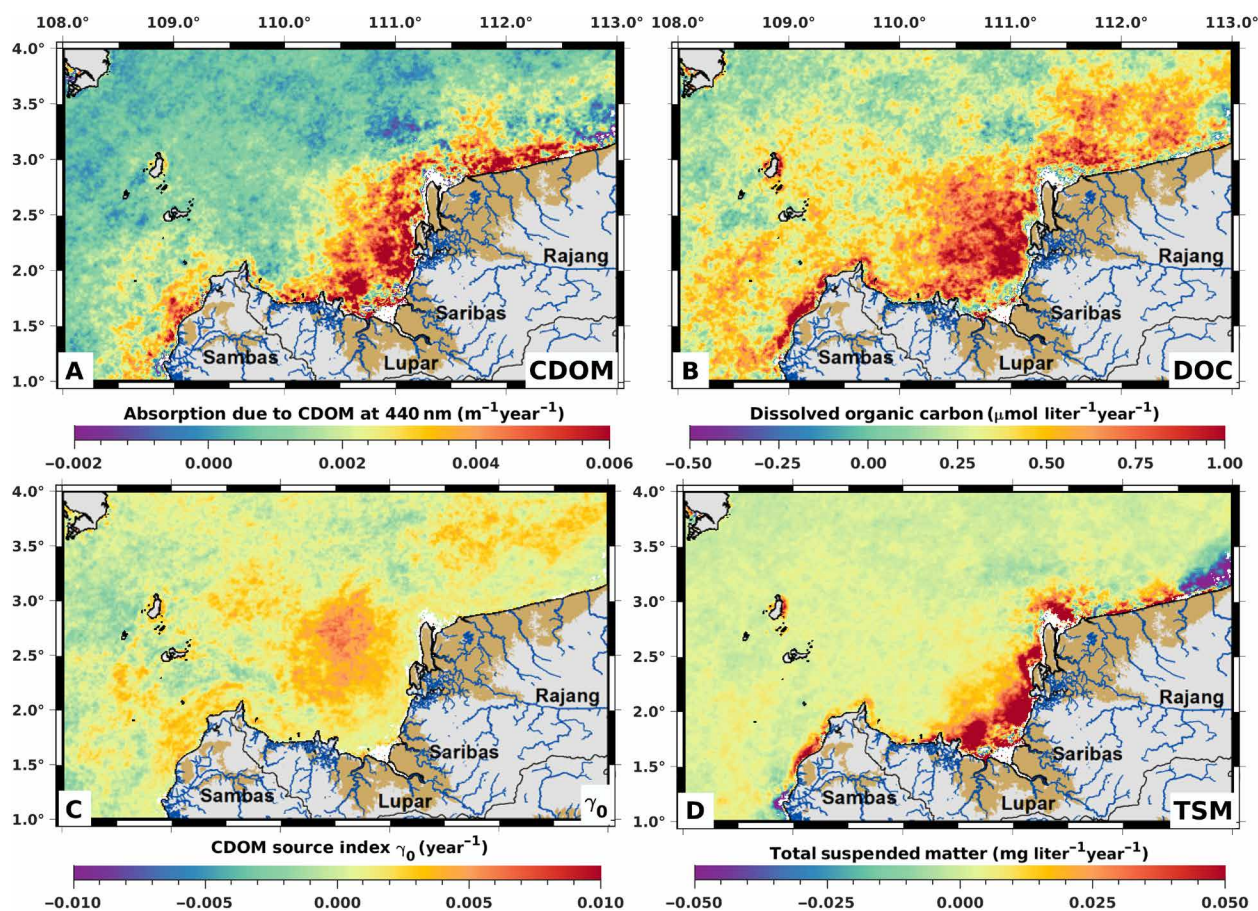 108.0° 109.0° 110.0° 111.0° 112.0° 113.0° 108.0° 109.0° 110.0° 111.0° 112.0° 113.0°
4.0° 4.0°
3.5° 3.5°
3.0° 3.0°
2.5° 2.5°
Rajang Rajang
2.0° 2.0°
Saribas Saribas
1.5° 1.5°
Sambas Sambas
A Lupar CDOM B Lupar DOC
1.0° 1.0°
Absorption due to CDOM at 440 nm (m⁻¹year⁻¹) Dissolved organic carbon (μmol liter⁻¹year⁻¹)
−0.002 0.000 0.002 0.004 0.006 −0.50 −0.25 0.00 0.25 0.50 0.75 1.00
4.0° 4.0°
3.5° 3.5°
3.0° 3.0°
2.5° 2.5°
Rajang Rajang
2.0° 2.0°
Saribas Saribas
1.5° 1.5°
Sambas Sambas
C Lupar γ₀ D Lupar TSM
1.0° 1.0°
CDOM source index γ₀ (year⁻¹) Total suspended matter (mg liter⁻¹year⁻¹)
−0.010 −0.005 0.000 0.005 0.010 −0.050 −0.025 0.000 0.025 0.050